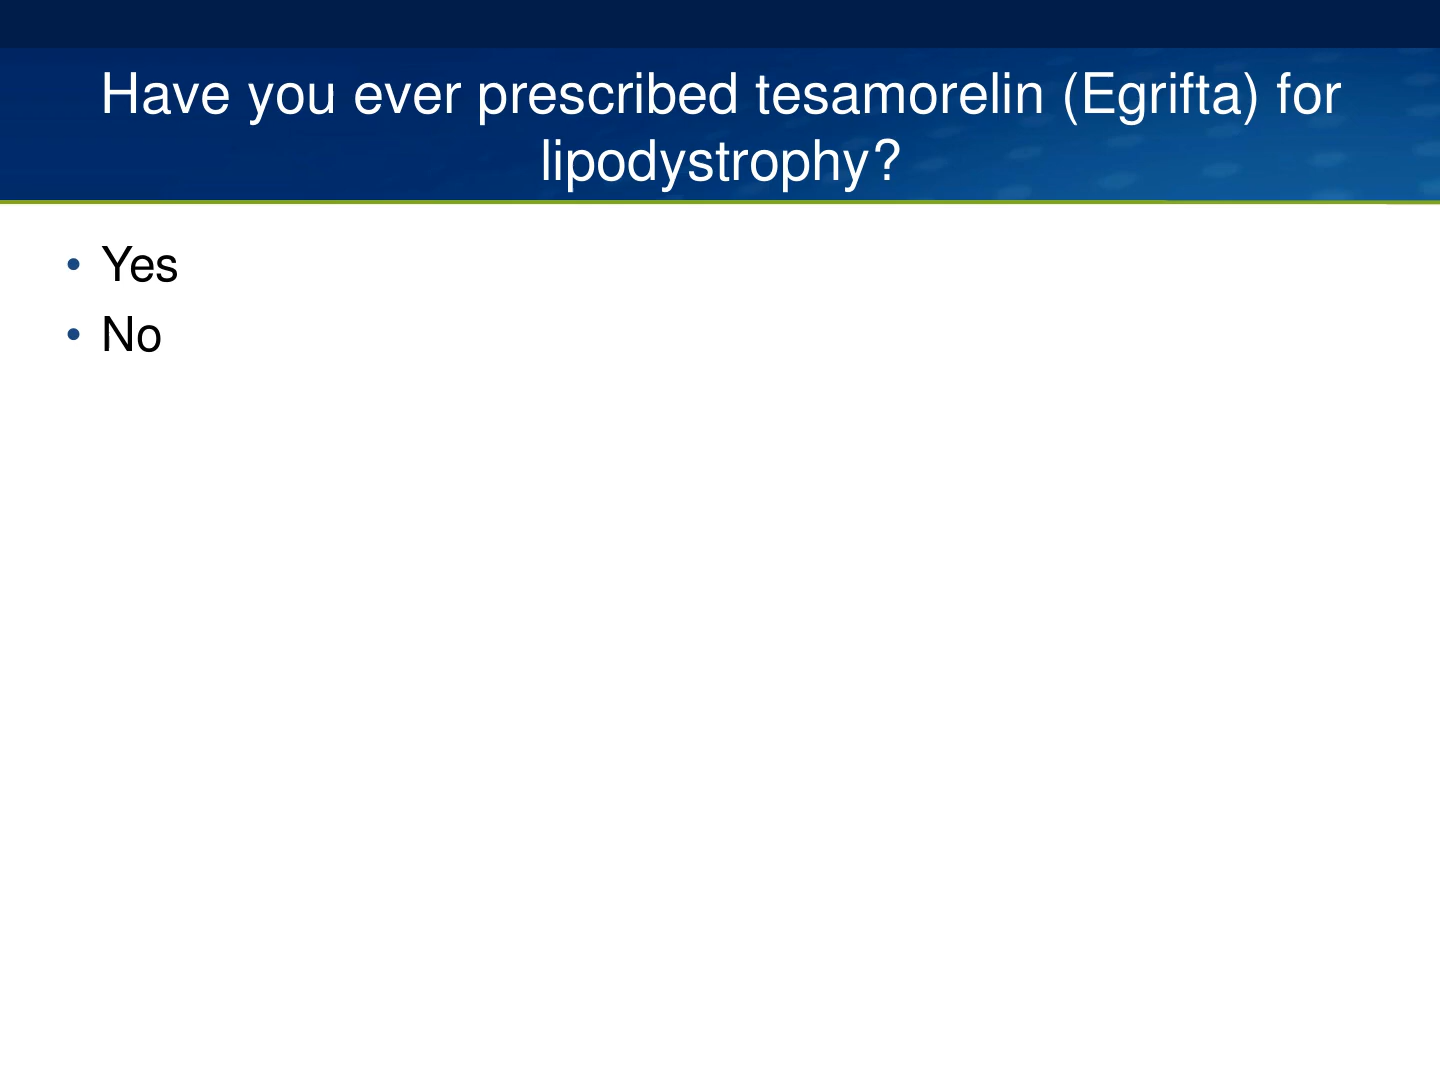 Have you ever prescribed tesamorelin (Egrifta) for
lipodystrophy?
• Yes
• No